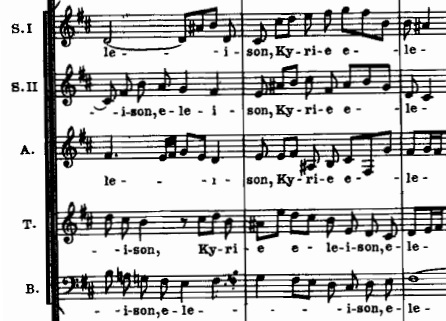 S.I
le - - - i - son, Ky - rie e - - le -
S.II
- - i-son, e - le - i - son, Ky - ri - e e - - le -
A.
le - - - i - son, Ky - ri - e e - - le -
T.
- i-son, Ky - ri - e e - le-i-son, e - le -
B.
- - i-son, e - le - - - i-son, e - le -